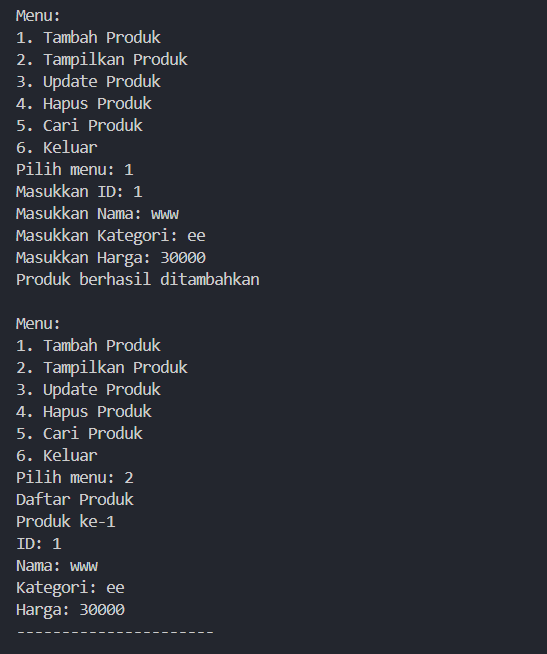 Menu:
1. Tambah Produk
2. Tampilkan Produk
3. Update Produk
4. Hapus Produk
5. Cari Produk
6. Keluar
Pilih menu: 1
Masukkan ID: 1
Masukkan Nama: www
Masukkan Kategori: ee
Masukkan Harga: 30000
Produk berhasil ditambahkan

Menu:
1. Tambah Produk
2. Tampilkan Produk
3. Update Produk
4. Hapus Produk
5. Cari Produk
6. Keluar
Pilih menu: 2
Daftar Produk
Produk ke-1
ID: 1
Nama: www
Kategori: ee
Harga: 30000
----------------------